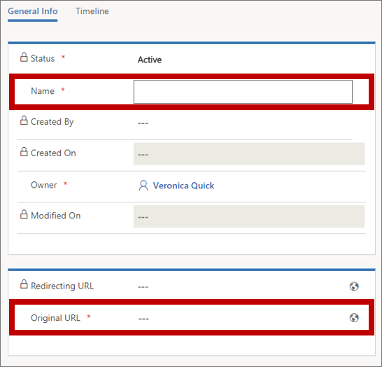 General Info Timeline
Status * Active
Name *
Created By ---
Created On ---
Owner * Veronica Quick
Modified On ---
Redirecting URL ---
Original URL * ---